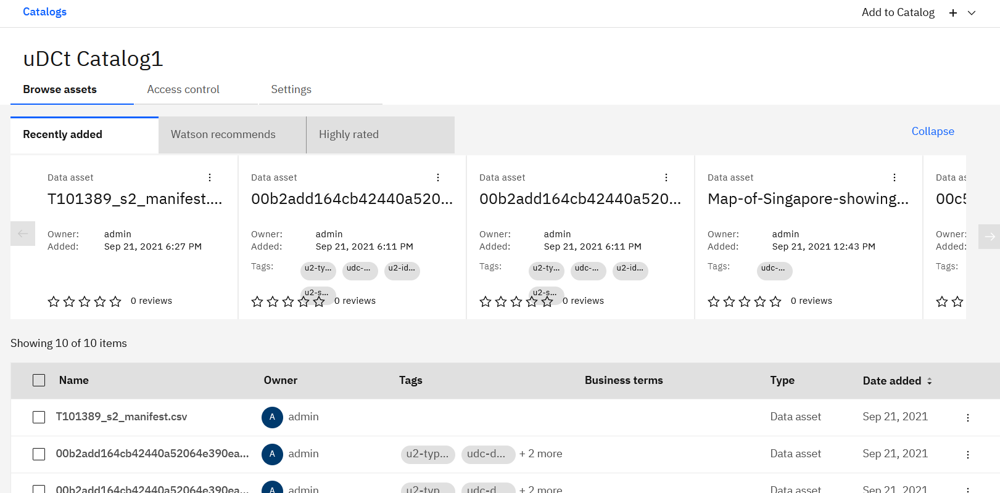 Catalogs
Add to Catalog
uDCt Catalog1
Browse assets Access control Settings
Recently added Watson recommends Highly rated Collapse
Data asset Data asset Data asset Data asset Data as
T101389_s2_manifest.... 00b2add164cb42440a520... 00b2add164cb42440a520... Map-of-Singapore-showing... 00c5
Owner: admin Owner: admin Owner: admin Owner: admin Owner:
Added: Sep 21, 2021 6:27 PM Added: Sep 21, 2021 6:11 PM Added: Sep 21, 2021 6:11 PM Added: Sep 21, 2021 12:43 PM Added:
Tags: u2-ty... udc-... u2-id... Tags: u2-ty... udc-... u2-id... Tags: udc-... Tags:
u2-s... u2-s...
0 reviews 0 reviews 0 reviews 0 reviews
Showing 10 of 10 items
Name Owner Tags Business terms Type Date added
T101389_s2_manifest.csv A admin Data asset Sep 21, 2021
00b2add164cb42440a52064e390ea... A admin u2-typ... udc-d... + 2 more Data asset Sep 21, 2021
00b2add164cb42440a52064e390ea... A admin u2-typ... udc-d... + 2 more Data asset Sep 21, 2021